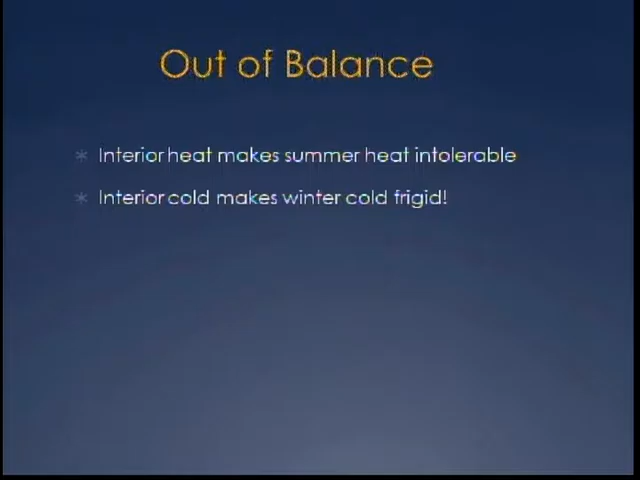 Out of Balance
Interior heat makes summer heat intolerable
Interior cold makes winter cold frigid!